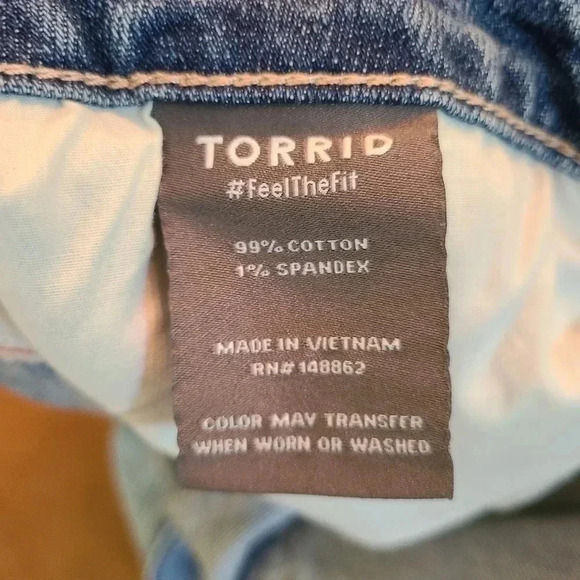 TORRID
#FeelTheFit
99% COTTON
1% SPANDEX
MADE IN VIETNAM
RN# 148862
COLOR MAY TRANSFER
WHEN WORN OR WASHED